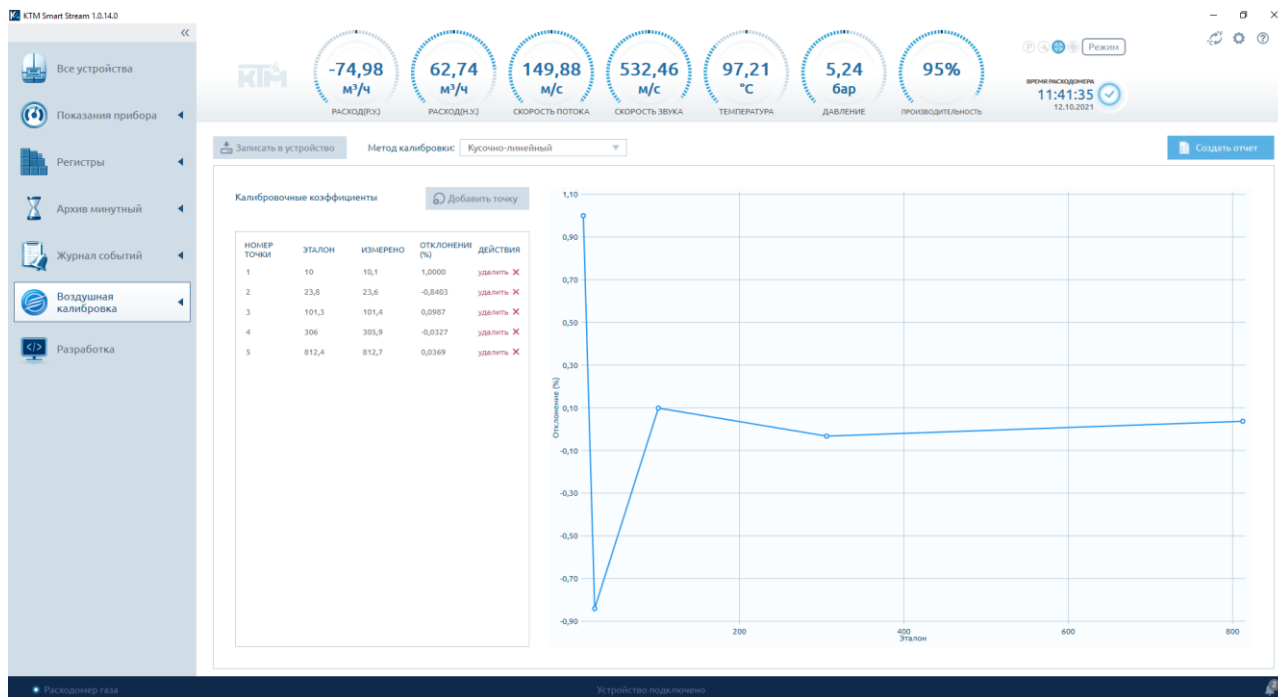 KTM Smart Stream 1.0.14.0
Все устройства
Показания прибора
Регистры
Архив минутный
Журнал событий
Воздушная
калибровка
Разработка
KTM
-74,98
м³/ч
РАСХОД(Р.У.)
62,74
м³/ч
РАСХОД(Н.У.)
149,88
м/с
СКОРОСТЬ ПОТОКА
532,46
м/с
СКОРОСТЬ ЗВУКА
97,21
°C
ТЕМПЕРАТУРА
5,24
бар
ДАВЛЕНИЕ
95%
ПРОИЗВОДИТЕЛЬНОСТЬ
Режим
ВРЕМЯ РАСХОДОМЕРА
11:41:35
12.10.2021
Записать в устройство
Метод калибровки: Кусочно-линейный
Создать отчет
Калибровочные коэффициенты
Добавить точку
НОМЕР ТОЧКИ ЭТАЛОН ИЗМЕРЕНО ОТКЛОНЕНИ (%) ДЕЙСТВИЯ
1 10 10,1 1,0000 удалить
2 23,8 23,6 -0,8403 удалить
3 101,3 101,4 0,0987 удалить
4 306 305,9 -0,0327 удалить
5 812,4 812,7 0,0369 удалить
1,10
0,90
0,70
0,50
0,30
0,10
-0,10
-0,30
-0,50
-0,70
-0,90
Отклонение (%)
200 400 600 800
Эталон
Расходомер газа
Устройство подключено